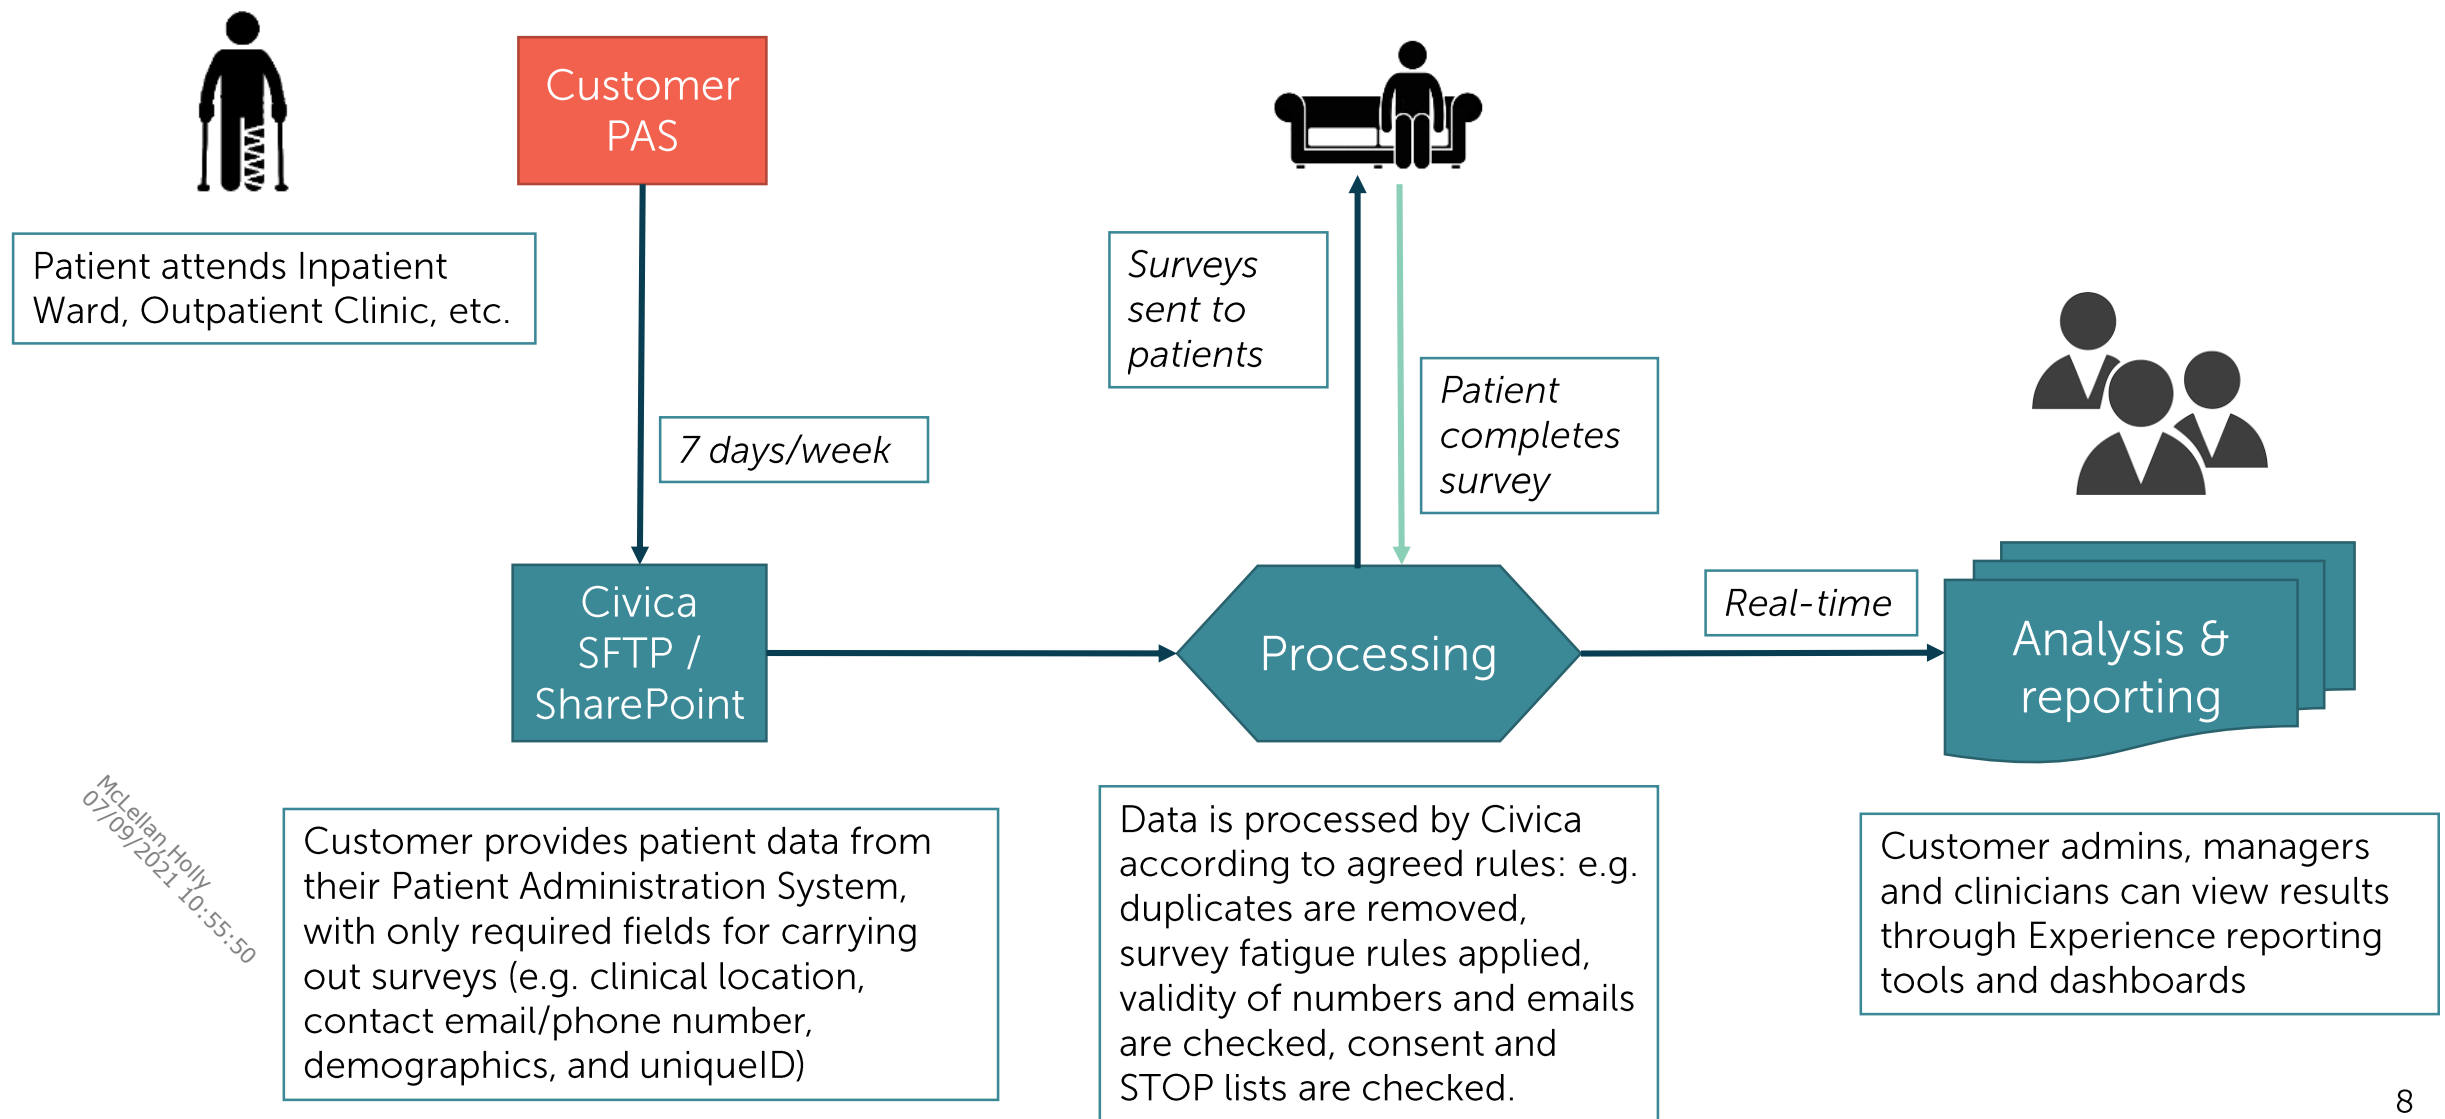 Customer
PAS
Patient attends Inpatient
Ward, Outpatient Clinic, etc.
7 days/week
Surveys
sent to
patients
Patient
completes
survey
Civica
SFTP /
SharePoint
Processing
Real-time
Analysis &
reporting
McLellan,Holly
07/09/2021 10:55:50
Customer provides patient data from
their Patient Administration System,
with only required fields for carrying
out surveys (e.g. clinical location,
contact email/phone number,
demographics, and uniqueID)
Data is processed by Civica
according to agreed rules: e.g.
duplicates are removed,
survey fatigue rules applied,
validity of numbers and emails
are checked, consent and
STOP lists are checked.
Customer admins, managers
and clinicians can view results
through Experience reporting
tools and dashboards
8